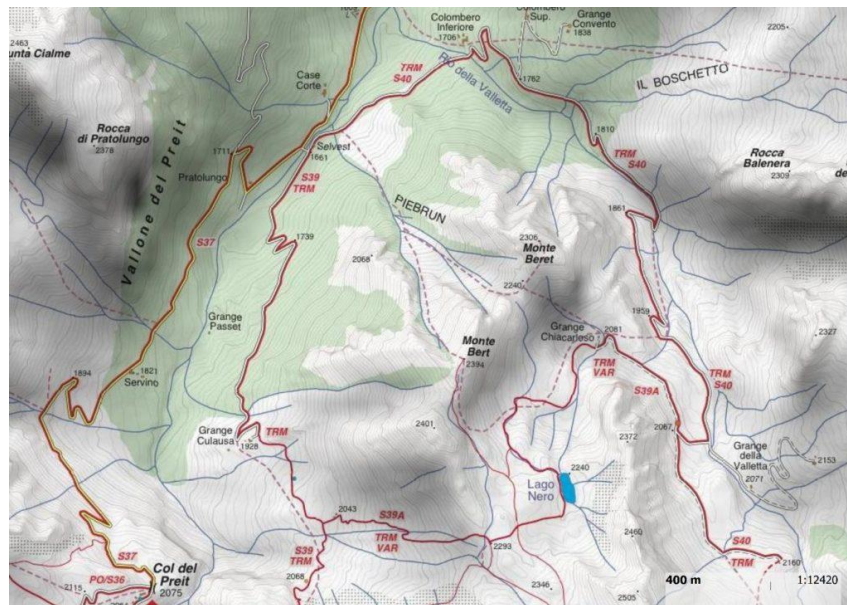 Colombero
Inferiore
1706
Colombero
Sup.
Grange
Convento
1838
2205
2463
unta Cialme
TRM
S40
Rio della Valletta
1762
IL BOSCHETTO
Case
Corte
Rocca
di Pratolungo
2378
1711
Selvest
1661
1810
TRM
S40
Rocca
Balenera
2309
Pratolungo
S39
TRM
PIEBRUN
1861
Vallone del Preit
S37
1739
2068
2306
Monte
Beret
2240
Grange
Passet
1959
Grange
Chiacarloso
2081
2327
Monte
Bert
2394
TRM
VAR
TRM
S40
1894
1821
Servino
S39A
Grange
Culausa
1928
TRM
2401
2372
2067
Grange
della
Valletta
2071
2153
Lago
Nero
2240
2043
S39A
TRM
VAR
2293
2460
S37
S39
TRM
2068
S40
TRM
2160
PO/S36
Col del
Preit
2075
2115
2346
2505
400 m
1:12420